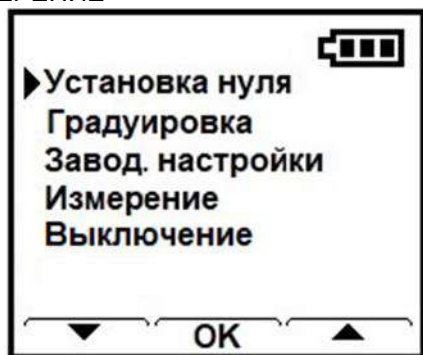 Установка нуля
Градуировка
Завод. настройки
Измерение
Выключение
OK